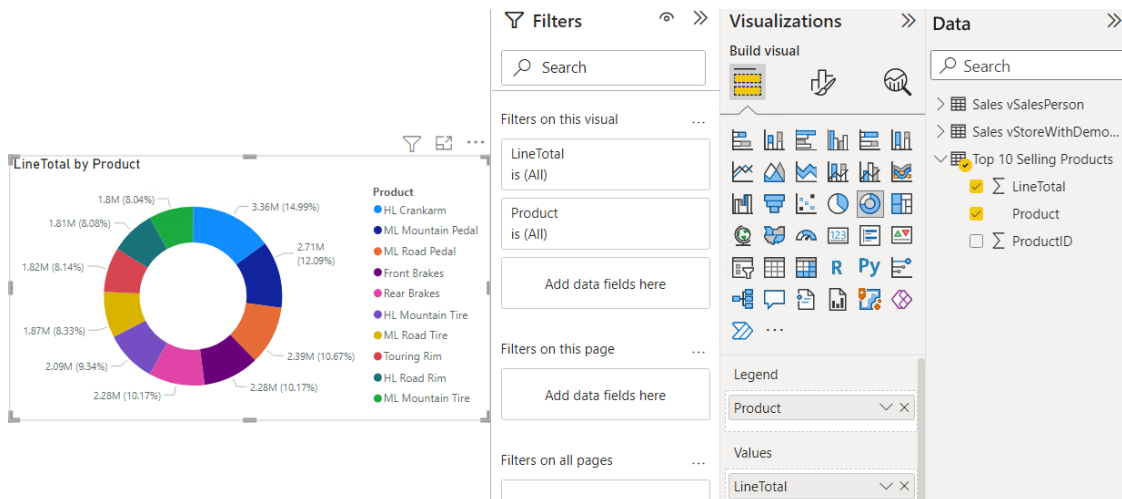 LineTotal by Product
1.8M (8.04%)
1.81M (8.08%)
1.82M (8.14%)
1.87M (8.33%)
2.09M (9.34%)
2.28M (10.17%)
3.36M (14.99%)
2.71M
(12.09%)
2.39M (10.67%)
2.28M (10.17%)
Product
HL Crankarm
ML Mountain Pedal
ML Road Pedal
Front Brakes
Rear Brakes
HL Mountain Tire
ML Road Tire
Touring Rim
HL Road Rim
ML Mountain Tire
Filters
Search
Filters on this visual
...
LineTotal
is (All)
Product
is (All)
Add data fields here
Filters on this page
...
Add data fields here
Filters on all pages
...
Visualizations
Build visual
123
R
Py
...
Legend
Product
Values
LineTotal
Data
Search
Sales vSalesPerson
Sales vStoreWithDemo...
Top 10 Selling Products
∑ LineTotal
Product
∑ ProductID